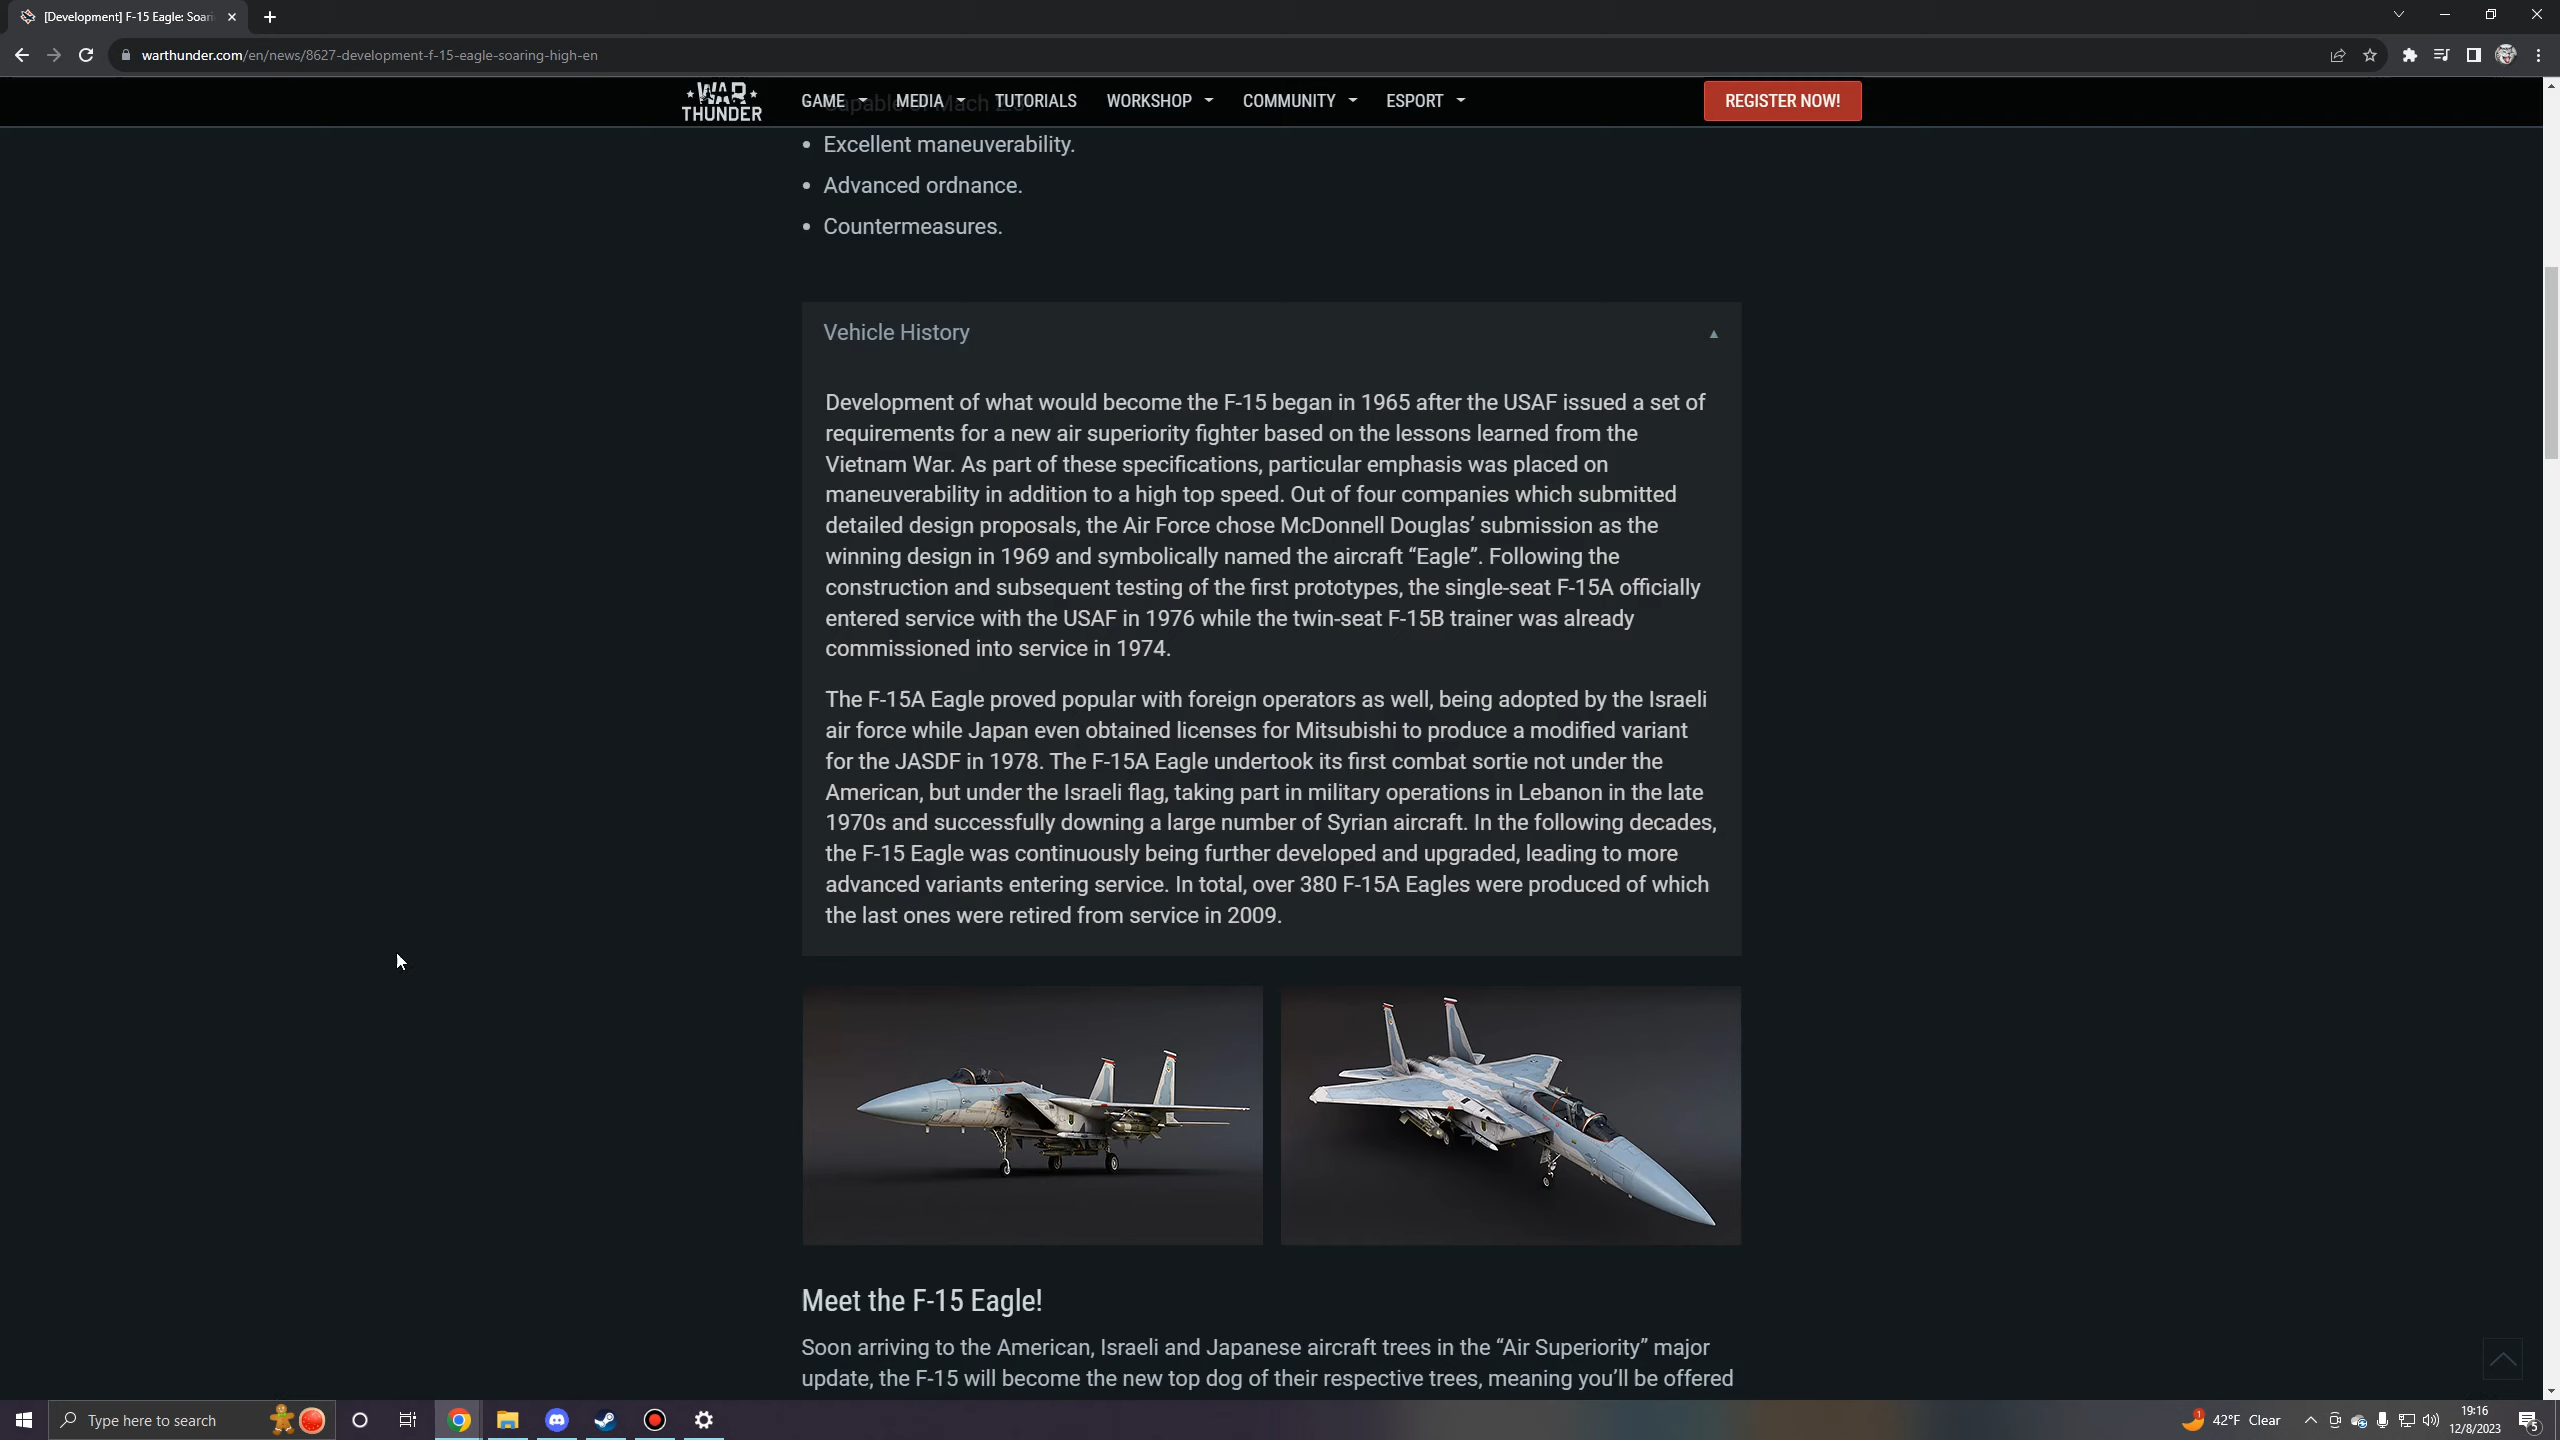 [Development] F-15 Eagle: Soari
warthunder.com/en/news/8627-development-f-15-eagle-soaring-high-en
WAR THUNDER
GAME MEDIA TUTORIALS WORKSHOP COMMUNITY ESPORT REGISTER NOW!
Excellent maneuverability.
Advanced ordnance.
Countermeasures.
Vehicle History
Development of what would become the F-15 began in 1965 after the USAF issued a set of
requirements for a new air superiority fighter based on the lessons learned from the
Vietnam War. As part of these specifications, particular emphasis was placed on
maneuverability in addition to a high top speed. Out of four companies which submitted
detailed design proposals, the Air Force chose McDonnell Douglas’ submission as the
winning design in 1969 and symbolically named the aircraft “Eagle”. Following the
construction and subsequent testing of the first prototypes, the single-seat F-15A officially
entered service with the USAF in 1976 while the twin-seat F-15B trainer was already
commissioned into service in 1974.
The F-15A Eagle proved popular with foreign operators as well, being adopted by the Israeli
air force while Japan even obtained licenses for Mitsubishi to produce a modified variant
for the JASDF in 1978. The F-15A Eagle undertook its first combat sortie not under the
American, but under the Israeli flag, taking part in military operations in Lebanon in the late
1970s and successfully downing a large number of Syrian aircraft. In the following decades,
the F-15 Eagle was continuously being further developed and upgraded, leading to more
advanced variants entering service. In total, over 380 F-15A Eagles were produced of which
the last ones were retired from service in 2009.
Meet the F-15 Eagle!
Soon arriving to the American, Israeli and Japanese aircraft trees in the “Air Superiority” major
update, the F-15 will become the new top dog of their respective trees, meaning you’ll be offered
Type here to search
1
42°F Clear
19:16
12/8/2023
5